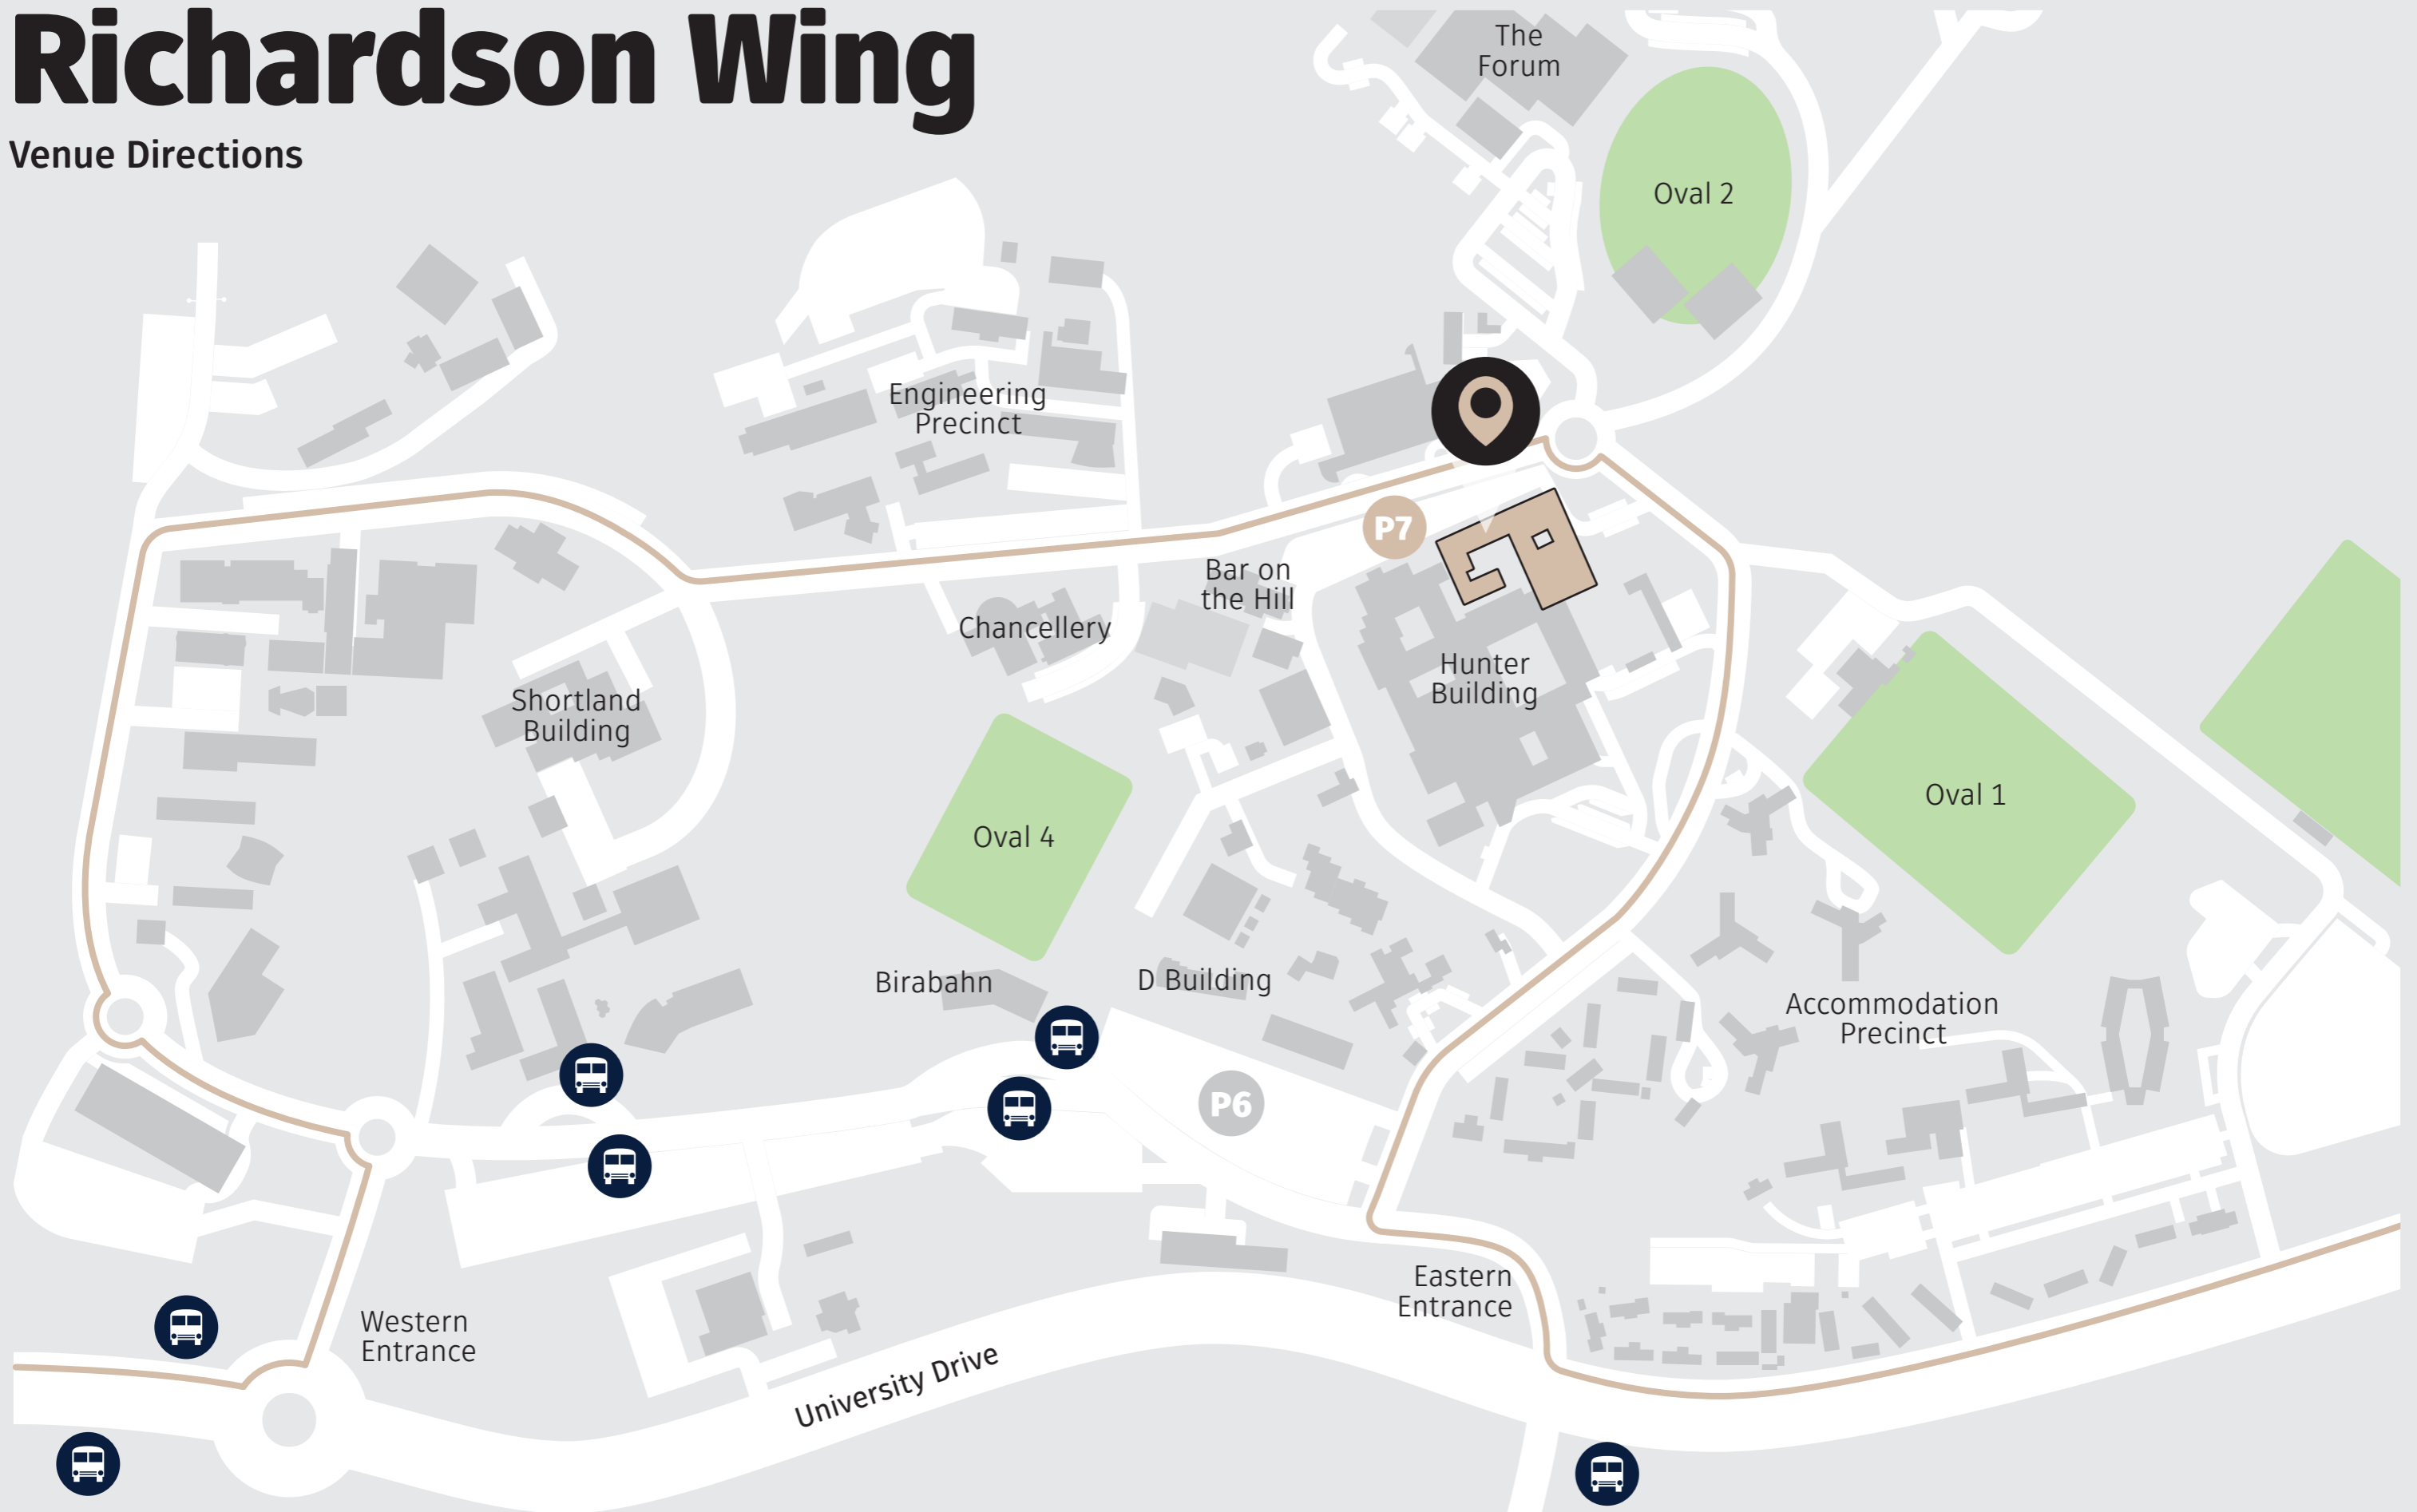 Richardson Wing
Venue Directions
The
Forum
Oval 2
Engineering
Precinct
P7
Bar on
the Hill
Chancellery
Hunter
Building
Shortland
Building
Oval 1
Oval 4
Birabahn
D Building
Accommodation
Precinct
P6
Eastern
Entrance
Western
Entrance
University Drive